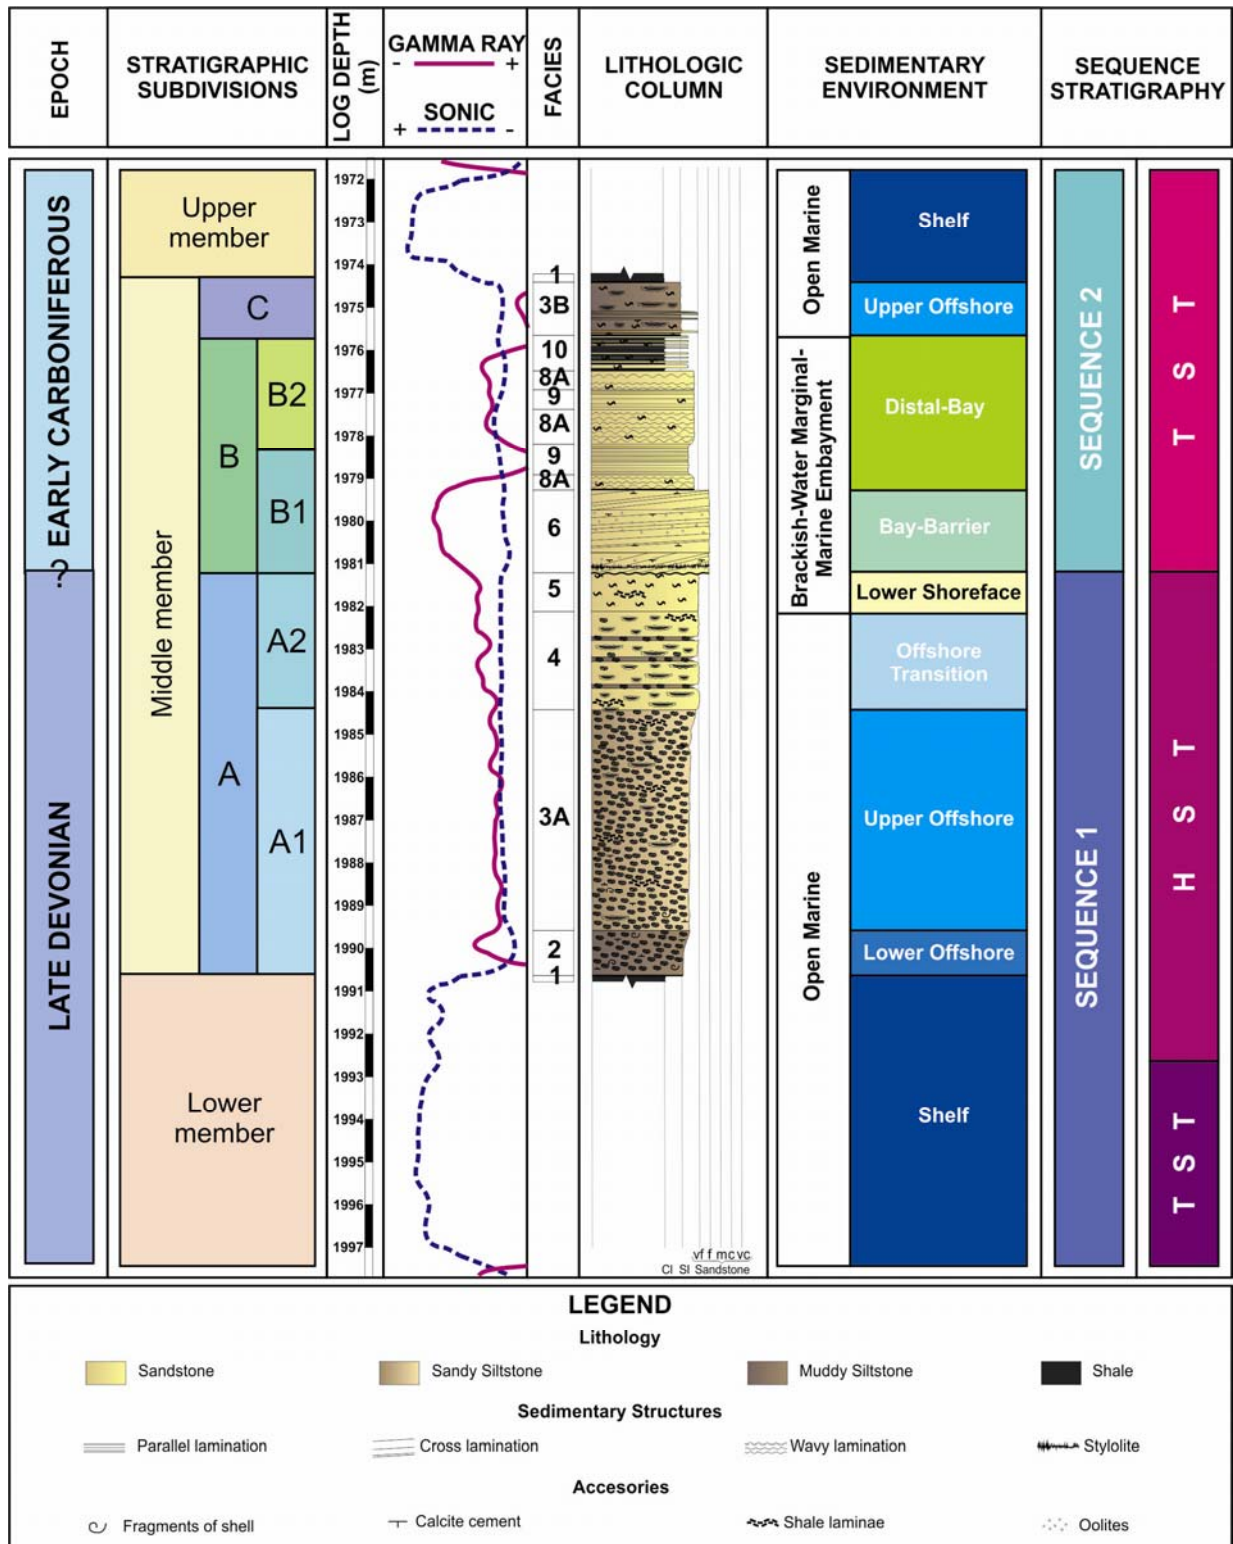 EPOCH
STRATIGRAPHIC
SUBDIVISIONS
LOG DEPTH
(m)
GAMMA RAY
- +
SONIC
+ -
FACIES
LITHOLOGIC
COLUMN
SEDIMENTARY
ENVIRONMENT
SEQUENCE
STRATIGRAPHY
? EARLY CARBONIFEROUS
LATE DEVONIAN
Upper
member
Middle member
Lower
member
C
B
B2
B1
A
A2
A1
1972
1973
1974
1975
1976
1977
1978
1979
1980
1981
1982
1983
1984
1985
1986
1987
1988
1989
1990
1991
1992
1993
1994
1995
1996
1997
1
3B
10
8A
9
8A
9
8A
6
5
4
3A
2
1
vf f m c vc
CI SI Sandstone
Open Marine
Brackish-Water Marginal-
Marine Embayment
Open Marine
Shelf
Upper Offshore
Distal-Bay
Bay-Barrier
Lower Shoreface
Offshore
Transition
Upper Offshore
Lower Offshore
Shelf
SEQUENCE 2
SEQUENCE 1
T S T
H S T
T S T
LEGEND
Lithology
Sandstone
Sandy Siltstone
Muddy Siltstone
Shale
Sedimentary Structures
Parallel lamination
Cross lamination
Wavy lamination
Stylolite
Accesories
Fragments of shell
Calcite cement
Shale laminae
Oolites